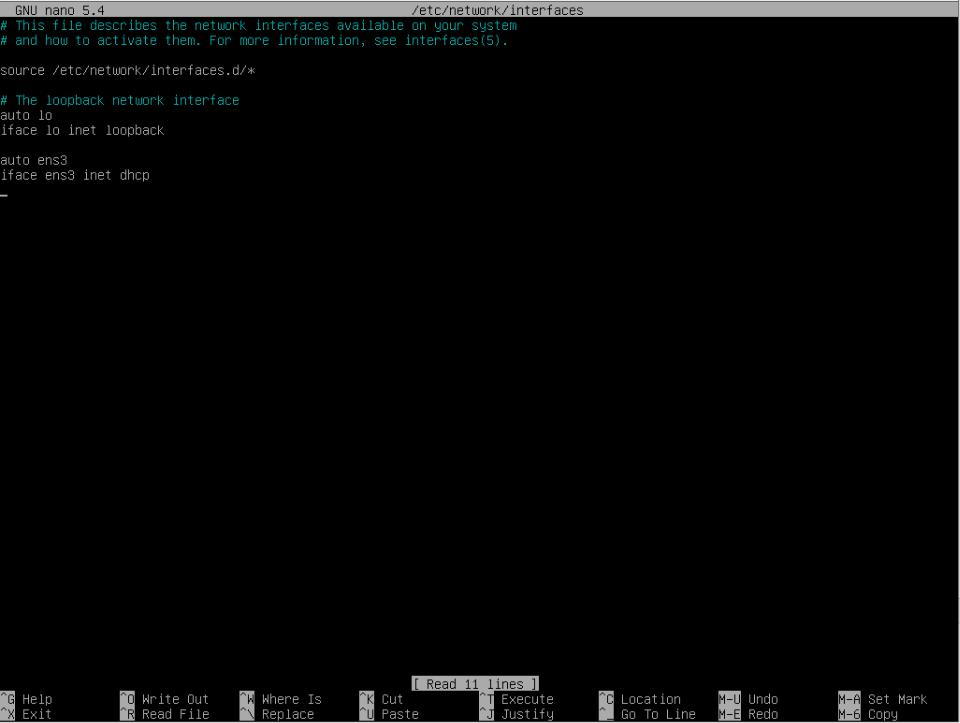 GNU nano 5.4 /etc/network/interfaces
# This file describes the network interfaces available on your system
# and how to activate them. For more information, see interfaces(5).
source /etc/network/interfaces.d/*
# The loopback network interface
auto lo
iface lo inet loopback
auto ens3
iface ens3 inet dhcp
[ Read 11 lines ]
^G Help ^O Write Out ^W Where Is ^K Cut ^T Execute ^C Location M-U Undo M-A Set Mark
^X Exit ^R Read File ^\ Replace ^U Paste ^J Justify ^_ Go To Line M-E Redo M-6 Copy